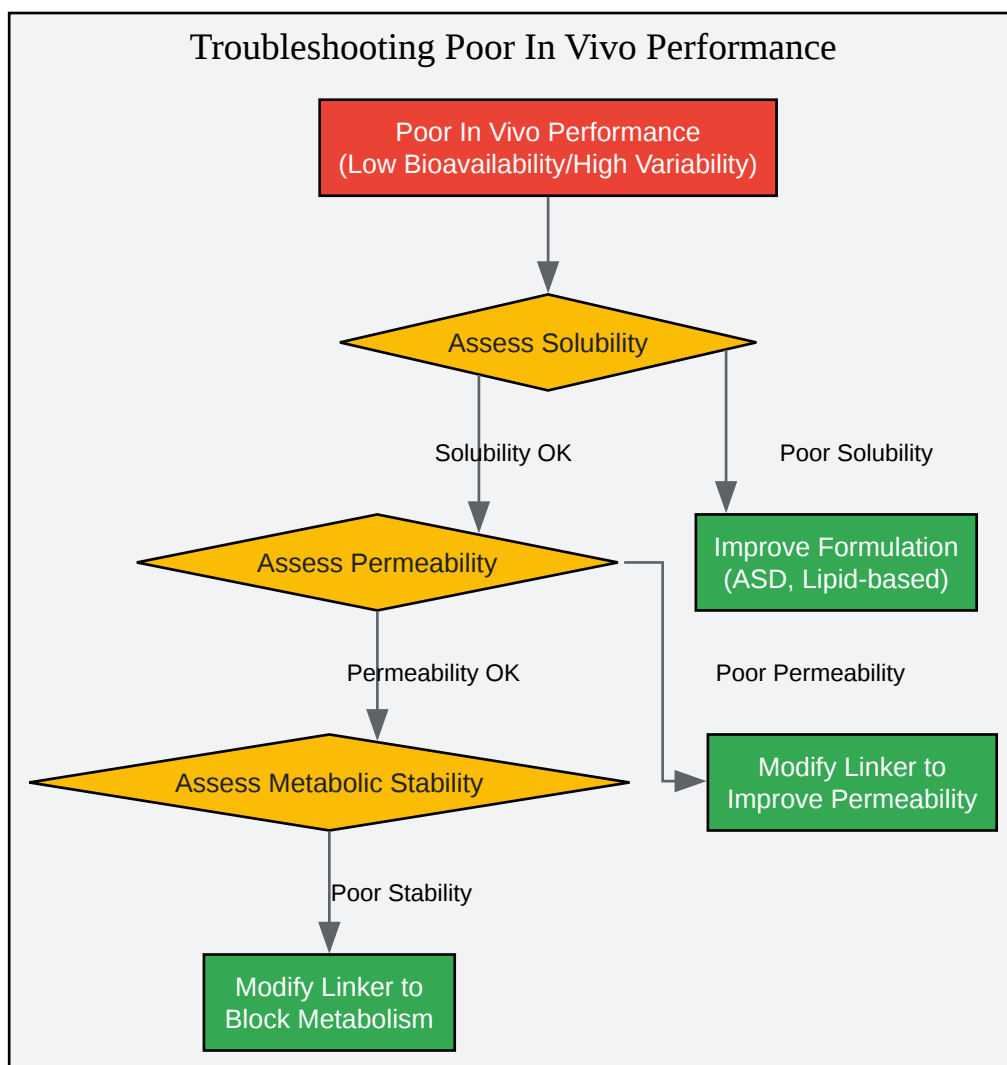 Troubleshooting Poor In Vivo Performance
Poor In Vivo Performance
(Low Bioavailability/High Variability)
Assess Solubility
Solubility OK
Poor Solubility
Assess Permeability
Improve Formulation
(ASD, Lipid-based)
Permeability OK
Poor Permeability
Assess Metabolic Stability
Modify Linker to
Improve Permeability
Poor Stability
Modify Linker to
Block Metabolism